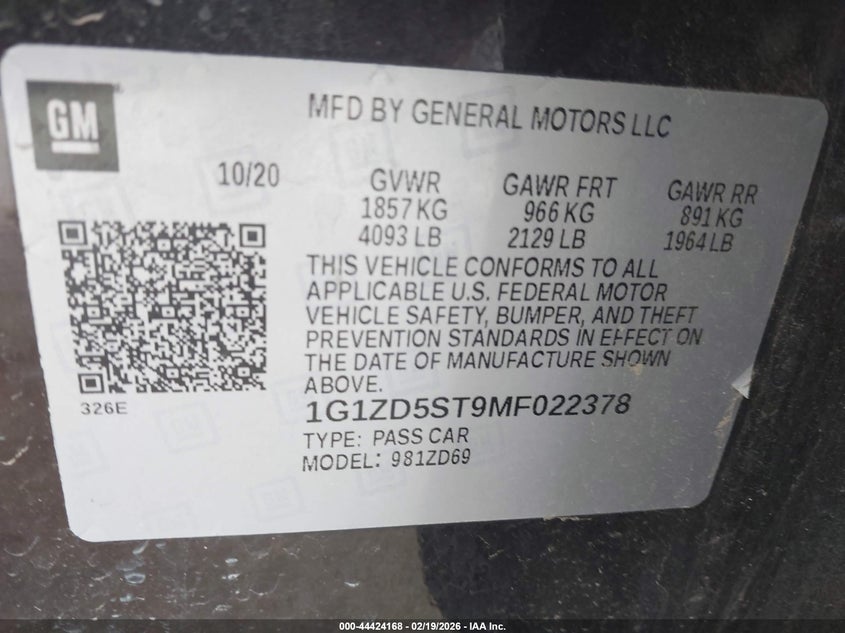 GM
MFD BY GENERAL MOTORS LLC
10/20
GVWR GAWR FRT GAWR RR
1857 KG 966 KG 891 KG
4093 LB 2129 LB 1964 LB
THIS VEHICLE CONFORMS TO ALL
APPLICABLE U.S. FEDERAL MOTOR
VEHICLE SAFETY, BUMPER, AND THEFT
PREVENTION STANDARDS IN EFFECT ON
THE DATE OF MANUFACTURE SHOWN
ABOVE.
326E
1G1ZD5ST9MF022378
TYPE: PASS CAR
MODEL: 981ZD69
000-44424168 - 02/19/2026 - IAA Inc.